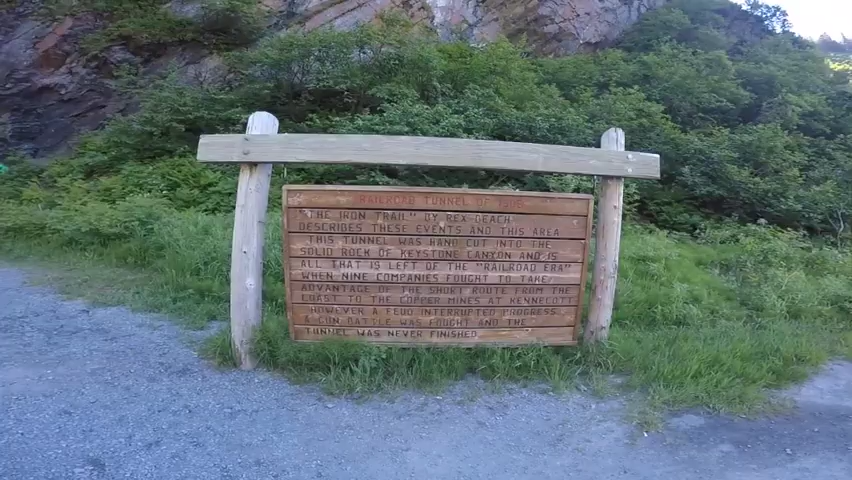 RAILROAD TUNNEL OF 1906
"THE IRON TRAIL" BY REX BEACH
DESCRIBES THESE EVENTS AND THIS AREA
THIS TUNNEL WAS HAND CUT INTO THE
SOLID ROCK OF KEYSTONE CANYON AND IS
ALL THAT IS LEFT OF THE "RAILROAD ERA"
WHEN NINE COMPANIES FOUGHT TO TAKE
ADVANTAGE OF THE SHORT ROUTE FROM THE
COAST TO THE COPPER MINES AT KENNECOTT
HOWEVER A FEUD INTERRUPTED PROGRESS
A GUN BATTLE WAS FOUGHT AND THE
TUNNEL WAS NEVER FINISHED